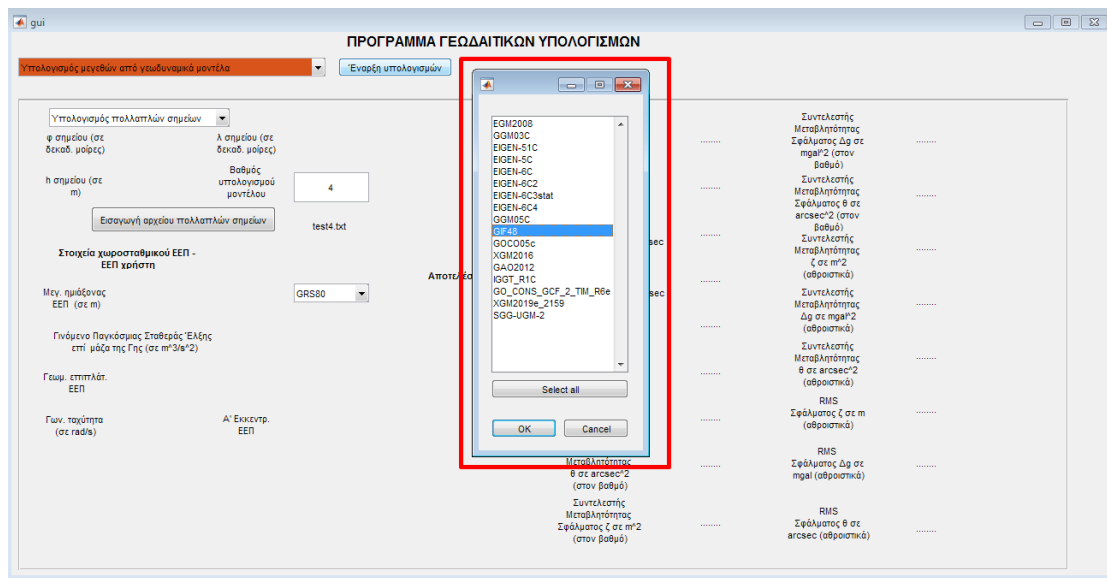 gui
ΠΡΟΓΡΑΜΜΑ ΓΕΩΔΑΙΤΙΚΩΝ ΥΠΟΛΟΓΙΣΜΩΝ
Υπολογισμός μεγεθών από γεωδυναμικά μοντέλα
Έναρξη υπολογισμών
Υπολογισμός πολλαπλών σημείων
φ σημείου (σε
δεκαδ. μοίρες)
λ σημείου (σε
δεκαδ. μοίρες)
h σημείου (σε
m)
Βαθμός
υπολογισμού
μοντέλου
4
Εισαγωγή αρχείου πολλαπλών σημείων
test4.txt
Στοιχεία χωροσταθμικού ΕΕΠ -
ΕΕΠ χρήστη
Μεγ. ημιάξονας
ΕΕΠ (σε m)
GRS80
Γινόμενο Παγκόσμιας Σταθεράς Έλξης
επί μάζα της Γης (σε m^3/s^2)
Γεωμ. επιπλάτ.
ΕΕΠ
Γων. ταχύτητα
(σε rad/s)
Α' Εκκεντρ.
ΕΕΠ
EGM2008
GGM03C
EIGEN-51C
EIGEN-5C
EIGEN-6C
EIGEN-6C2
EIGEN-6C3stat
EIGEN-6C4
GGM05C
GIF48
GOCO05c
XGM2016
GAO2012
IGGT_R1C
GO_CONS_GCF_2_TIM_R6e
XGM2019e_2159
SGG-UGM-2
Select all
OK
Cancel
sec
sec
Μεταβλητότητας
θ σε arcsec^2
(στον βαθμό)
Συντελεστής
Μεταβλητότητας
Σφάλματος ζ σε m^2
(στον βαθμό)
........
........
........
........
........
........
........
........
........
Συντελεστής
Μεταβλητότητας
Σφάλματος Δg σε
mgal^2 (στον
βαθμό)
........
Συντελεστής
Μεταβλητότητας
Σφάλματος θ σε
arcsec^2 (στον
βαθμό)
........
Συντελεστής
Μεταβλητότητας
ζ σε m^2
(αθροιστικά)
........
Συντελεστής
Μεταβλητότητας
Δg σε mgal^2
(αθροιστικά)
........
Συντελεστής
Μεταβλητότητας
θ σε arcsec^2
(αθροιστικά)
........
RMS
Σφάλματος ζ σε m
(αθροιστικά)
........
RMS
Σφάλματος Δg σε
mgal (αθροιστικά)
........
RMS
Σφάλματος θ σε
arcsec (αθροιστικά)
........